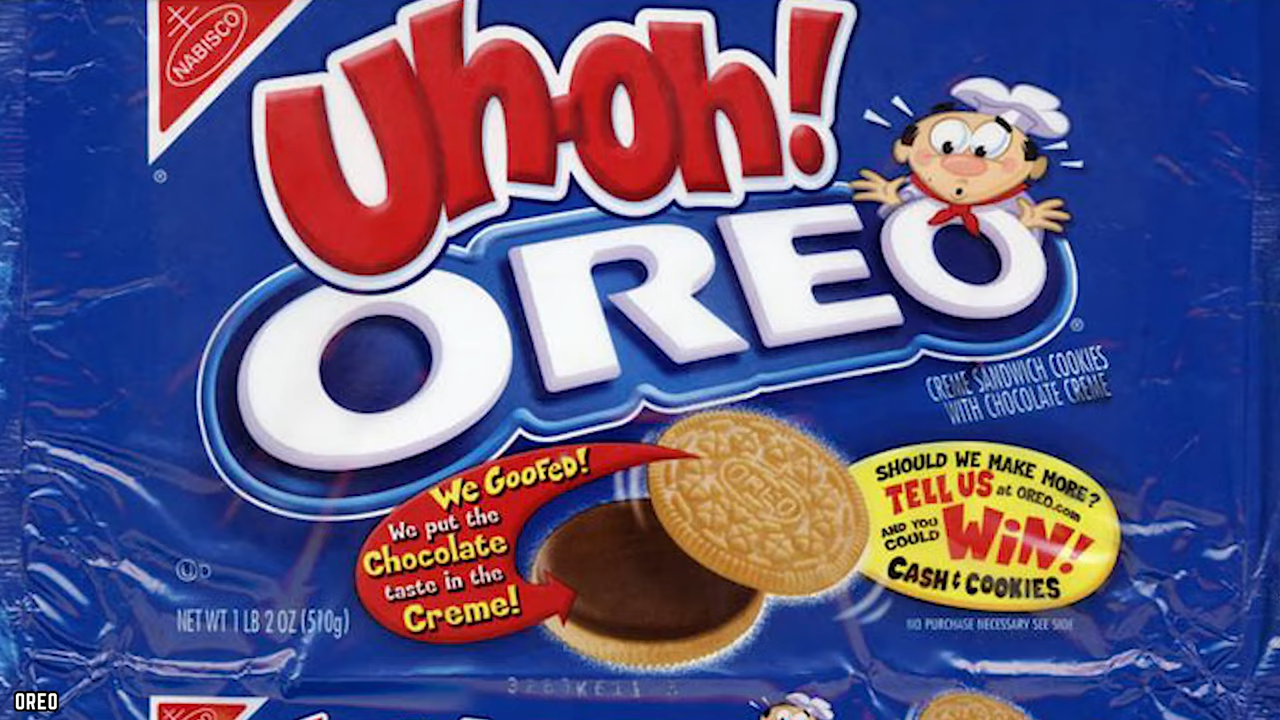 NABISCO
®
Uh-oh!
OREO
®
CREME SANDWICH COOKIES
WITH CHOCOLATE CREME
We GOOFeD!
We put the
Chocolate
taste in the
Creme!
OREO
SHOULD WE MAKE MORE?
TELL US at OREO.com
AND YOU
COULD WiN!
CASH & COOKIES
NO PURCHASE NECESSARY SEE SIDE
U D
NET WT 1 LB 2 OZ (510g)
OREO